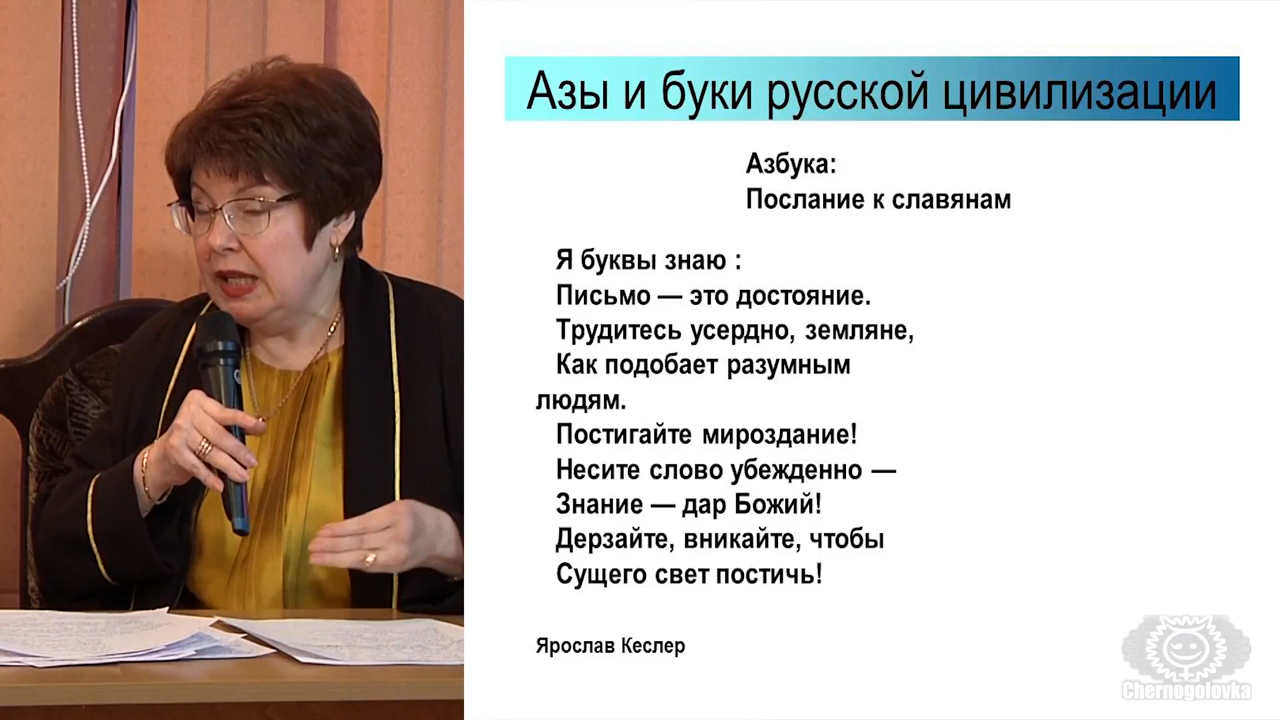 Азы и буки русской цивилизации
Азбука:
Послание к славянам
Я буквы знаю :
Письмо — это достояние.
Трудитесь усердно, земляне,
Как подобает разумным
людям.
Постигайте мироздание!
Несите слово убежденно —
Знание — дар Божий!
Дерзайте, вникайте, чтобы
Сущего свет постичь!
Ярослав Кеслер
Chernogolovka